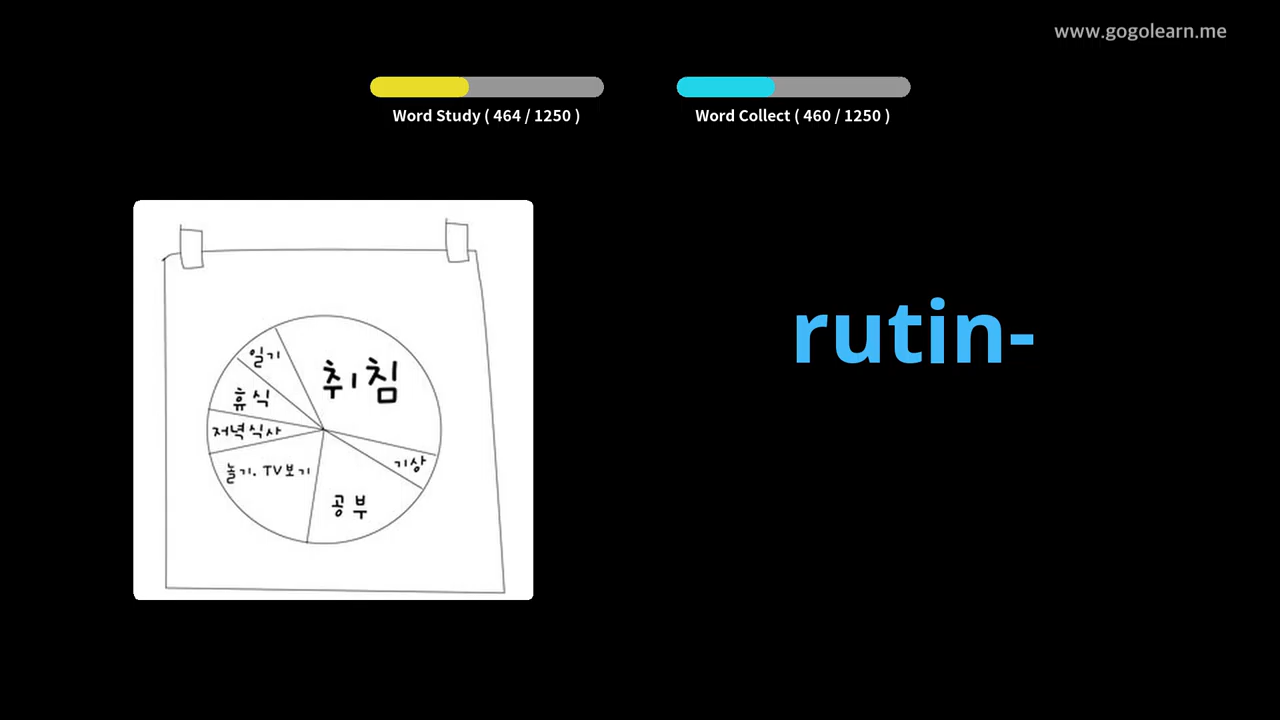 www.gogolearn.me
Word Study ( 464 / 1250 )
Word Collect ( 460 / 1250 )
일기
취침
휴식
저녁식사
기상
놀기. TV보기
공부
rutin-